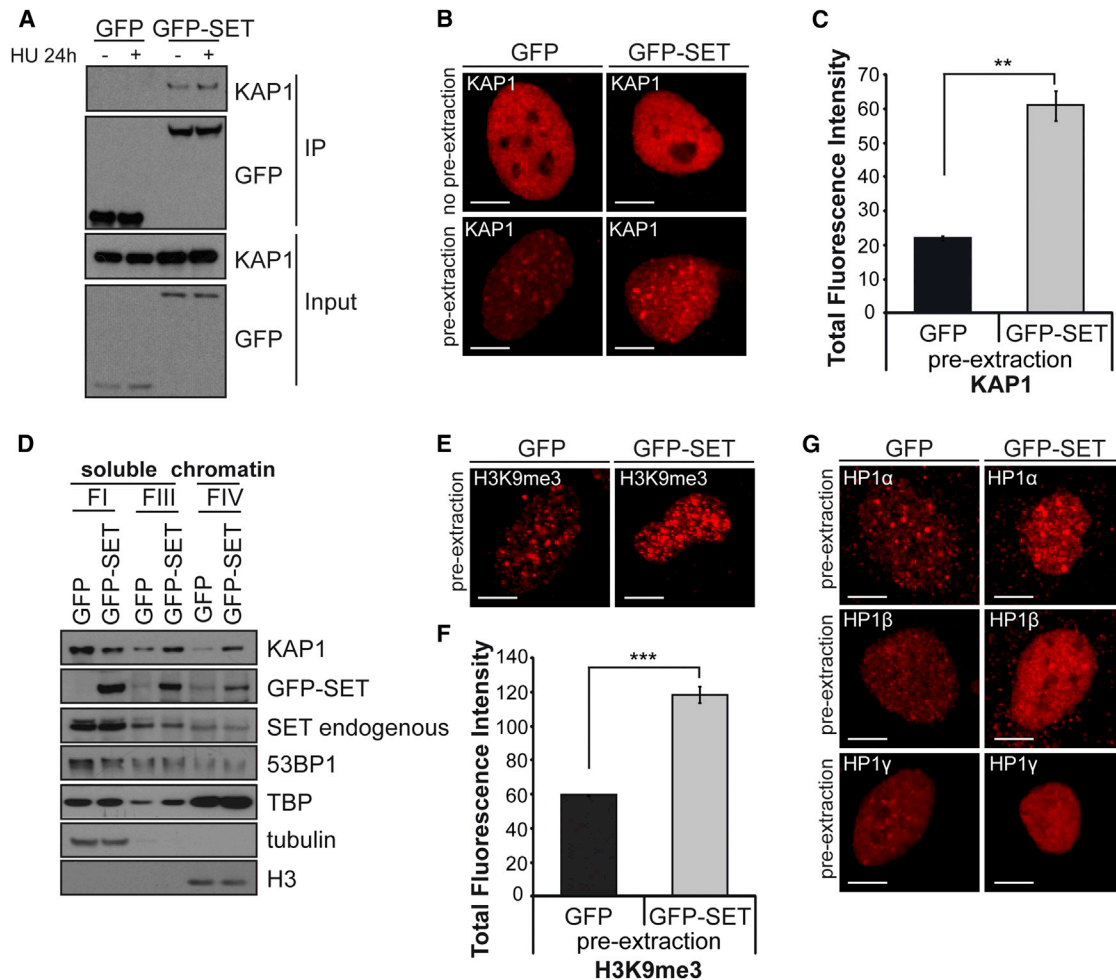 A
GFP GFP-SET
HU 24h - + - +
KAP1
GFP
IP
KAP1
GFP
Input
B
GFP GFP-SET
no pre-extraction
KAP1 KAP1
pre-extraction
KAP1 KAP1
C
Total Fluorescence Intensity
70
60
50
40
30
20
10
0
**
GFP GFP-SET
pre-extraction
KAP1
D
soluble chromatin
FI FIII FIV
GFP GFP-SET GFP GFP-SET GFP GFP-SET
KAP1
GFP-SET
SET endogenous
53BP1
TBP
tubulin
H3
E
GFP GFP-SET
pre-extraction
H3K9me3 H3K9me3
F
Total Fluorescence Intensity
140
120
100
80
60
40
20
0
***
GFP GFP-SET
pre-extraction
H3K9me3
G
GFP GFP-SET
pre-extraction
HP1α HP1α
pre-extraction
HP1β HP1β
pre-extraction
HP1γ HP1γ